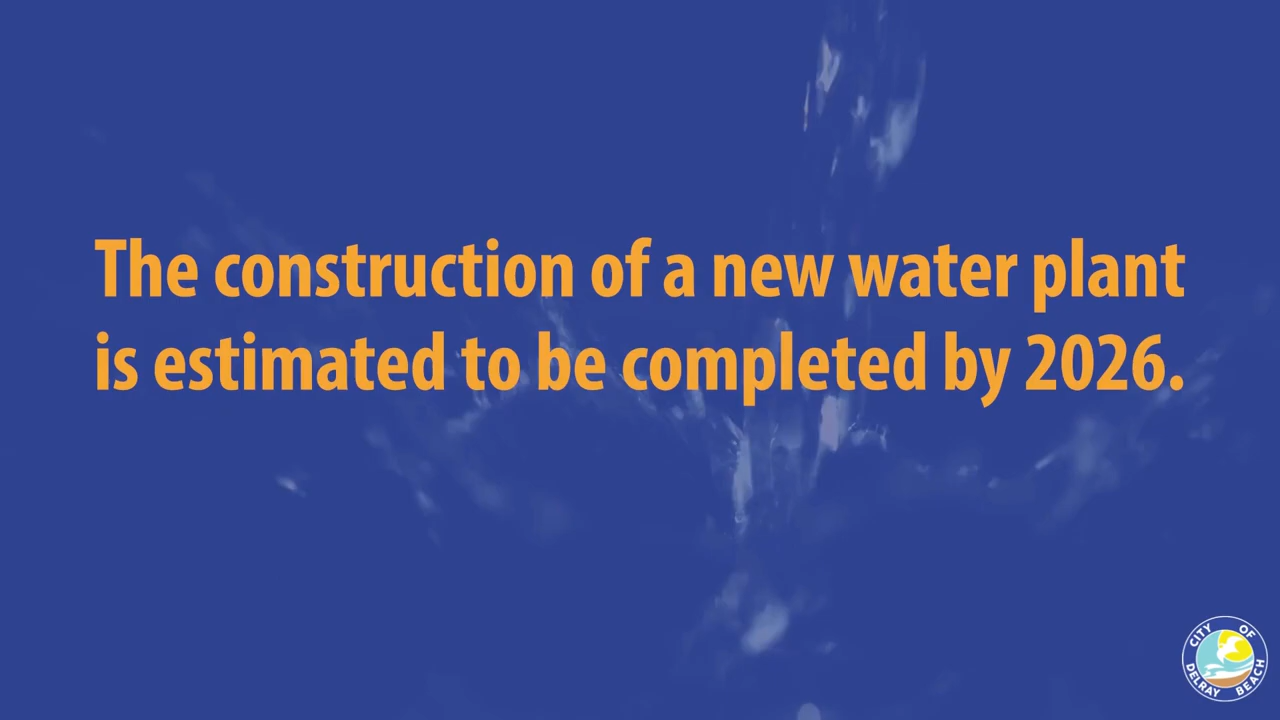 The construction of a new water plant
is estimated to be completed by 2026.
CITY OF
DELRAY BEACH